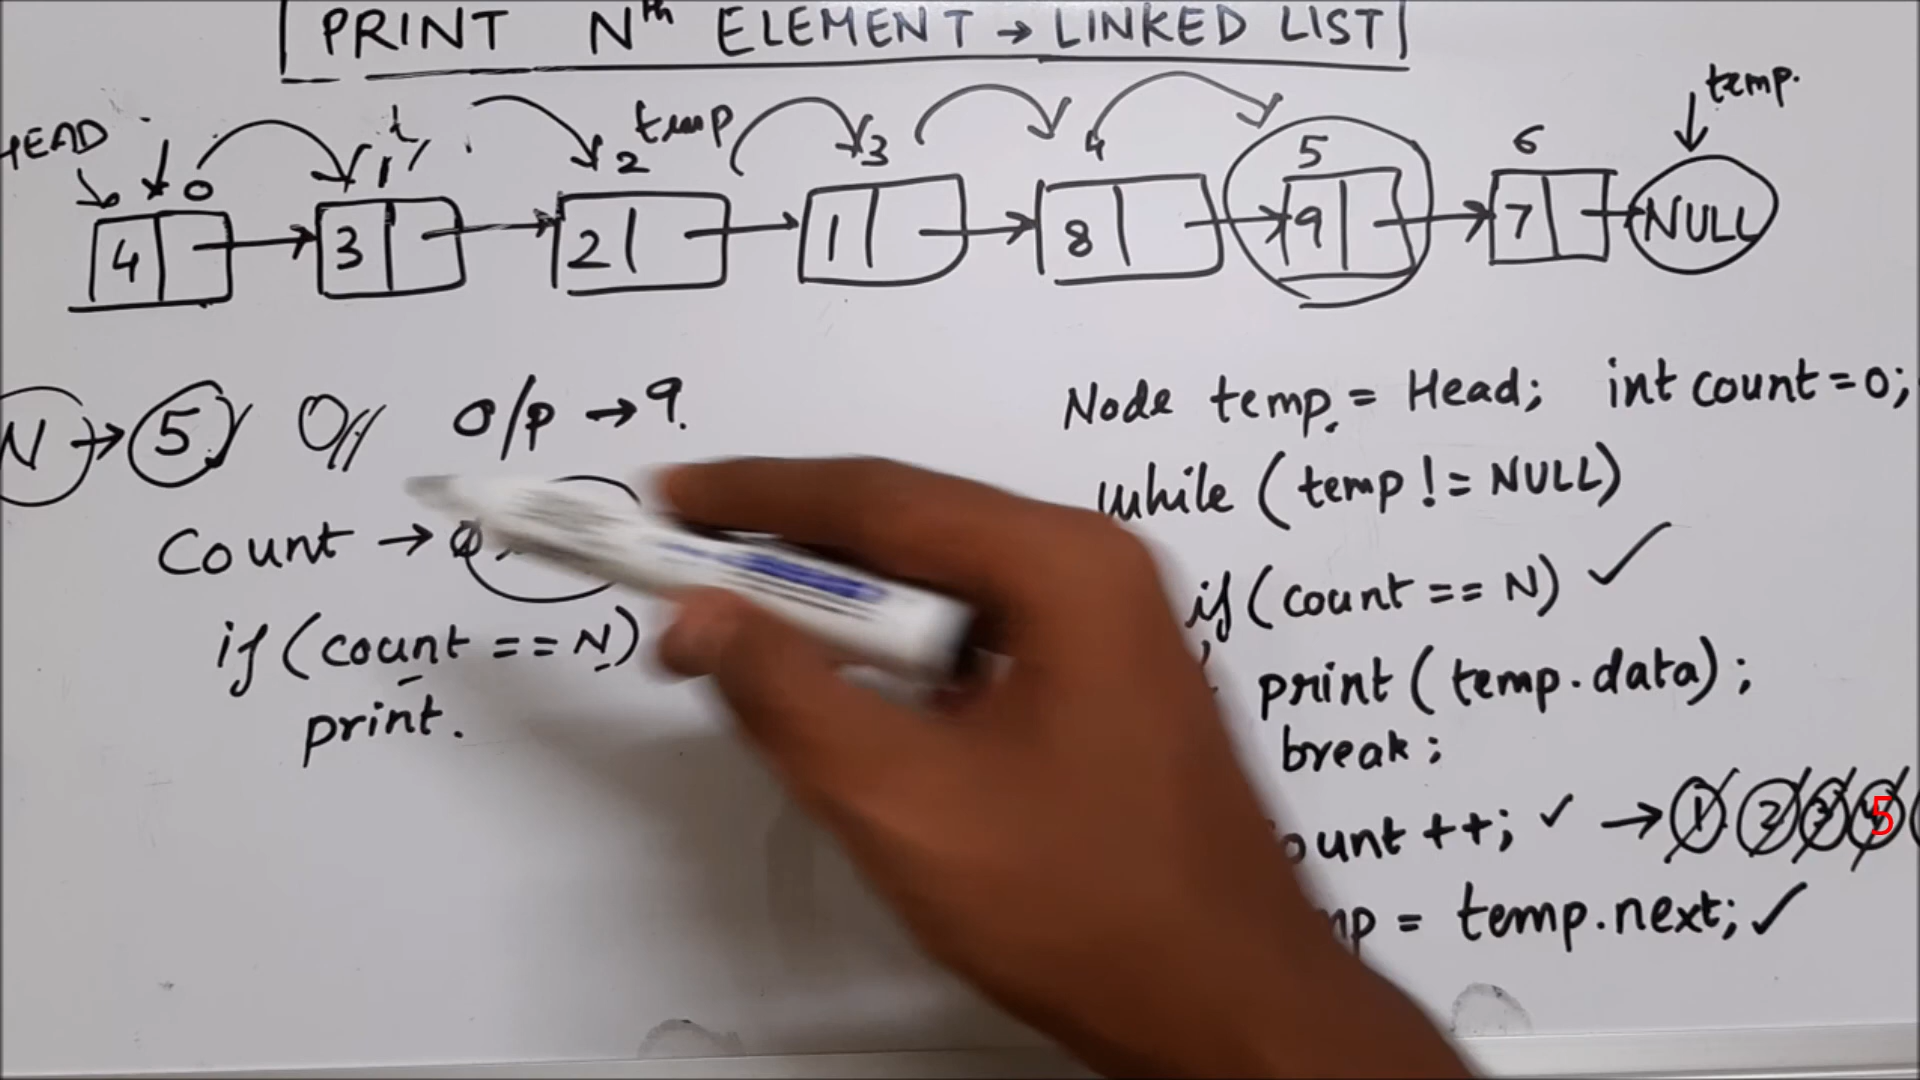 PRINT Nth ELEMENT → LINKED LIST
temp.
HEAD
temp
0 1 2 3 4 5 6
4 3 2 1 8 9 7 NULL
N → 5 0 O/P → 9.
Count → 0
if (count == N)
print.
Node temp = Head; int count = 0;
while (temp != NULL)
if (count == N) ✓
print (temp.data);
break;
ount ++; ✓ → 1 2 3 4 5
mp = temp.next; ✓